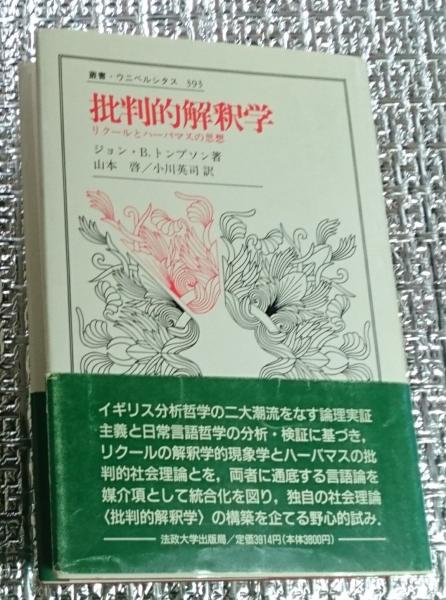 叢書・ウニベルシタス 393
批判的解釈学
リクールとハーバマスの思想
ジョン・B.トンプソン著
山本 啓／小川英司訳
イギリス分析哲学の二大潮流をなす論理実証
主義と日常言語哲学の分析・検証に基づき，
リクールの解釈学的現象学とハーバマスの批
判的社会理論とを，両者に通底する言語論を
媒介項として統合化を図り，独自の社会理論
〈批判的解釈学〉の構築を企てる野心的試み．
法政大学出版局／定価3914円（本体3800円）